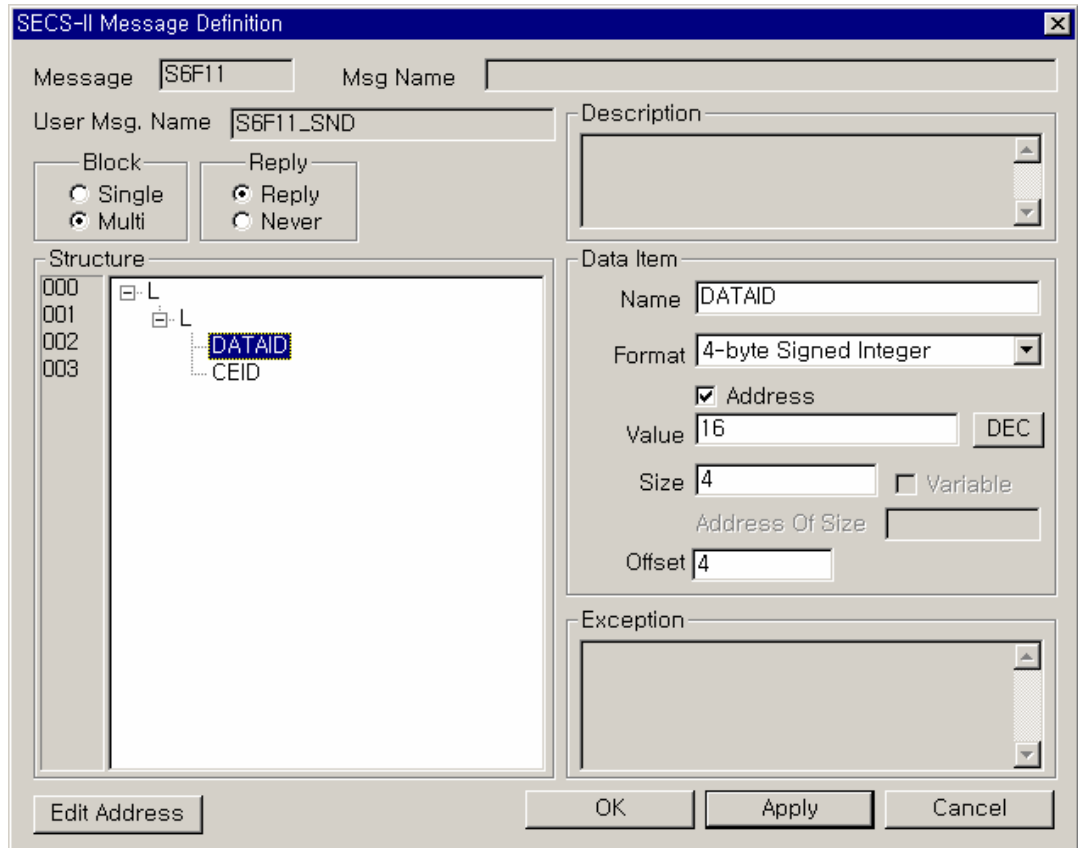 SECS-II Message Definition
Message S6F11 Msg Name
User Msg. Name S6F11_SND
Block
Single
Multi
Reply
Reply
Never
Description
Structure
000 L
001 L
002 DATAID
003 CEID
Data Item
Name DATAID
Format 4-byte Signed Integer
Address
Value 16 DEC
Size 4 Variable
Address Of Size
Offset 4
Exception
Edit Address OK Apply Cancel